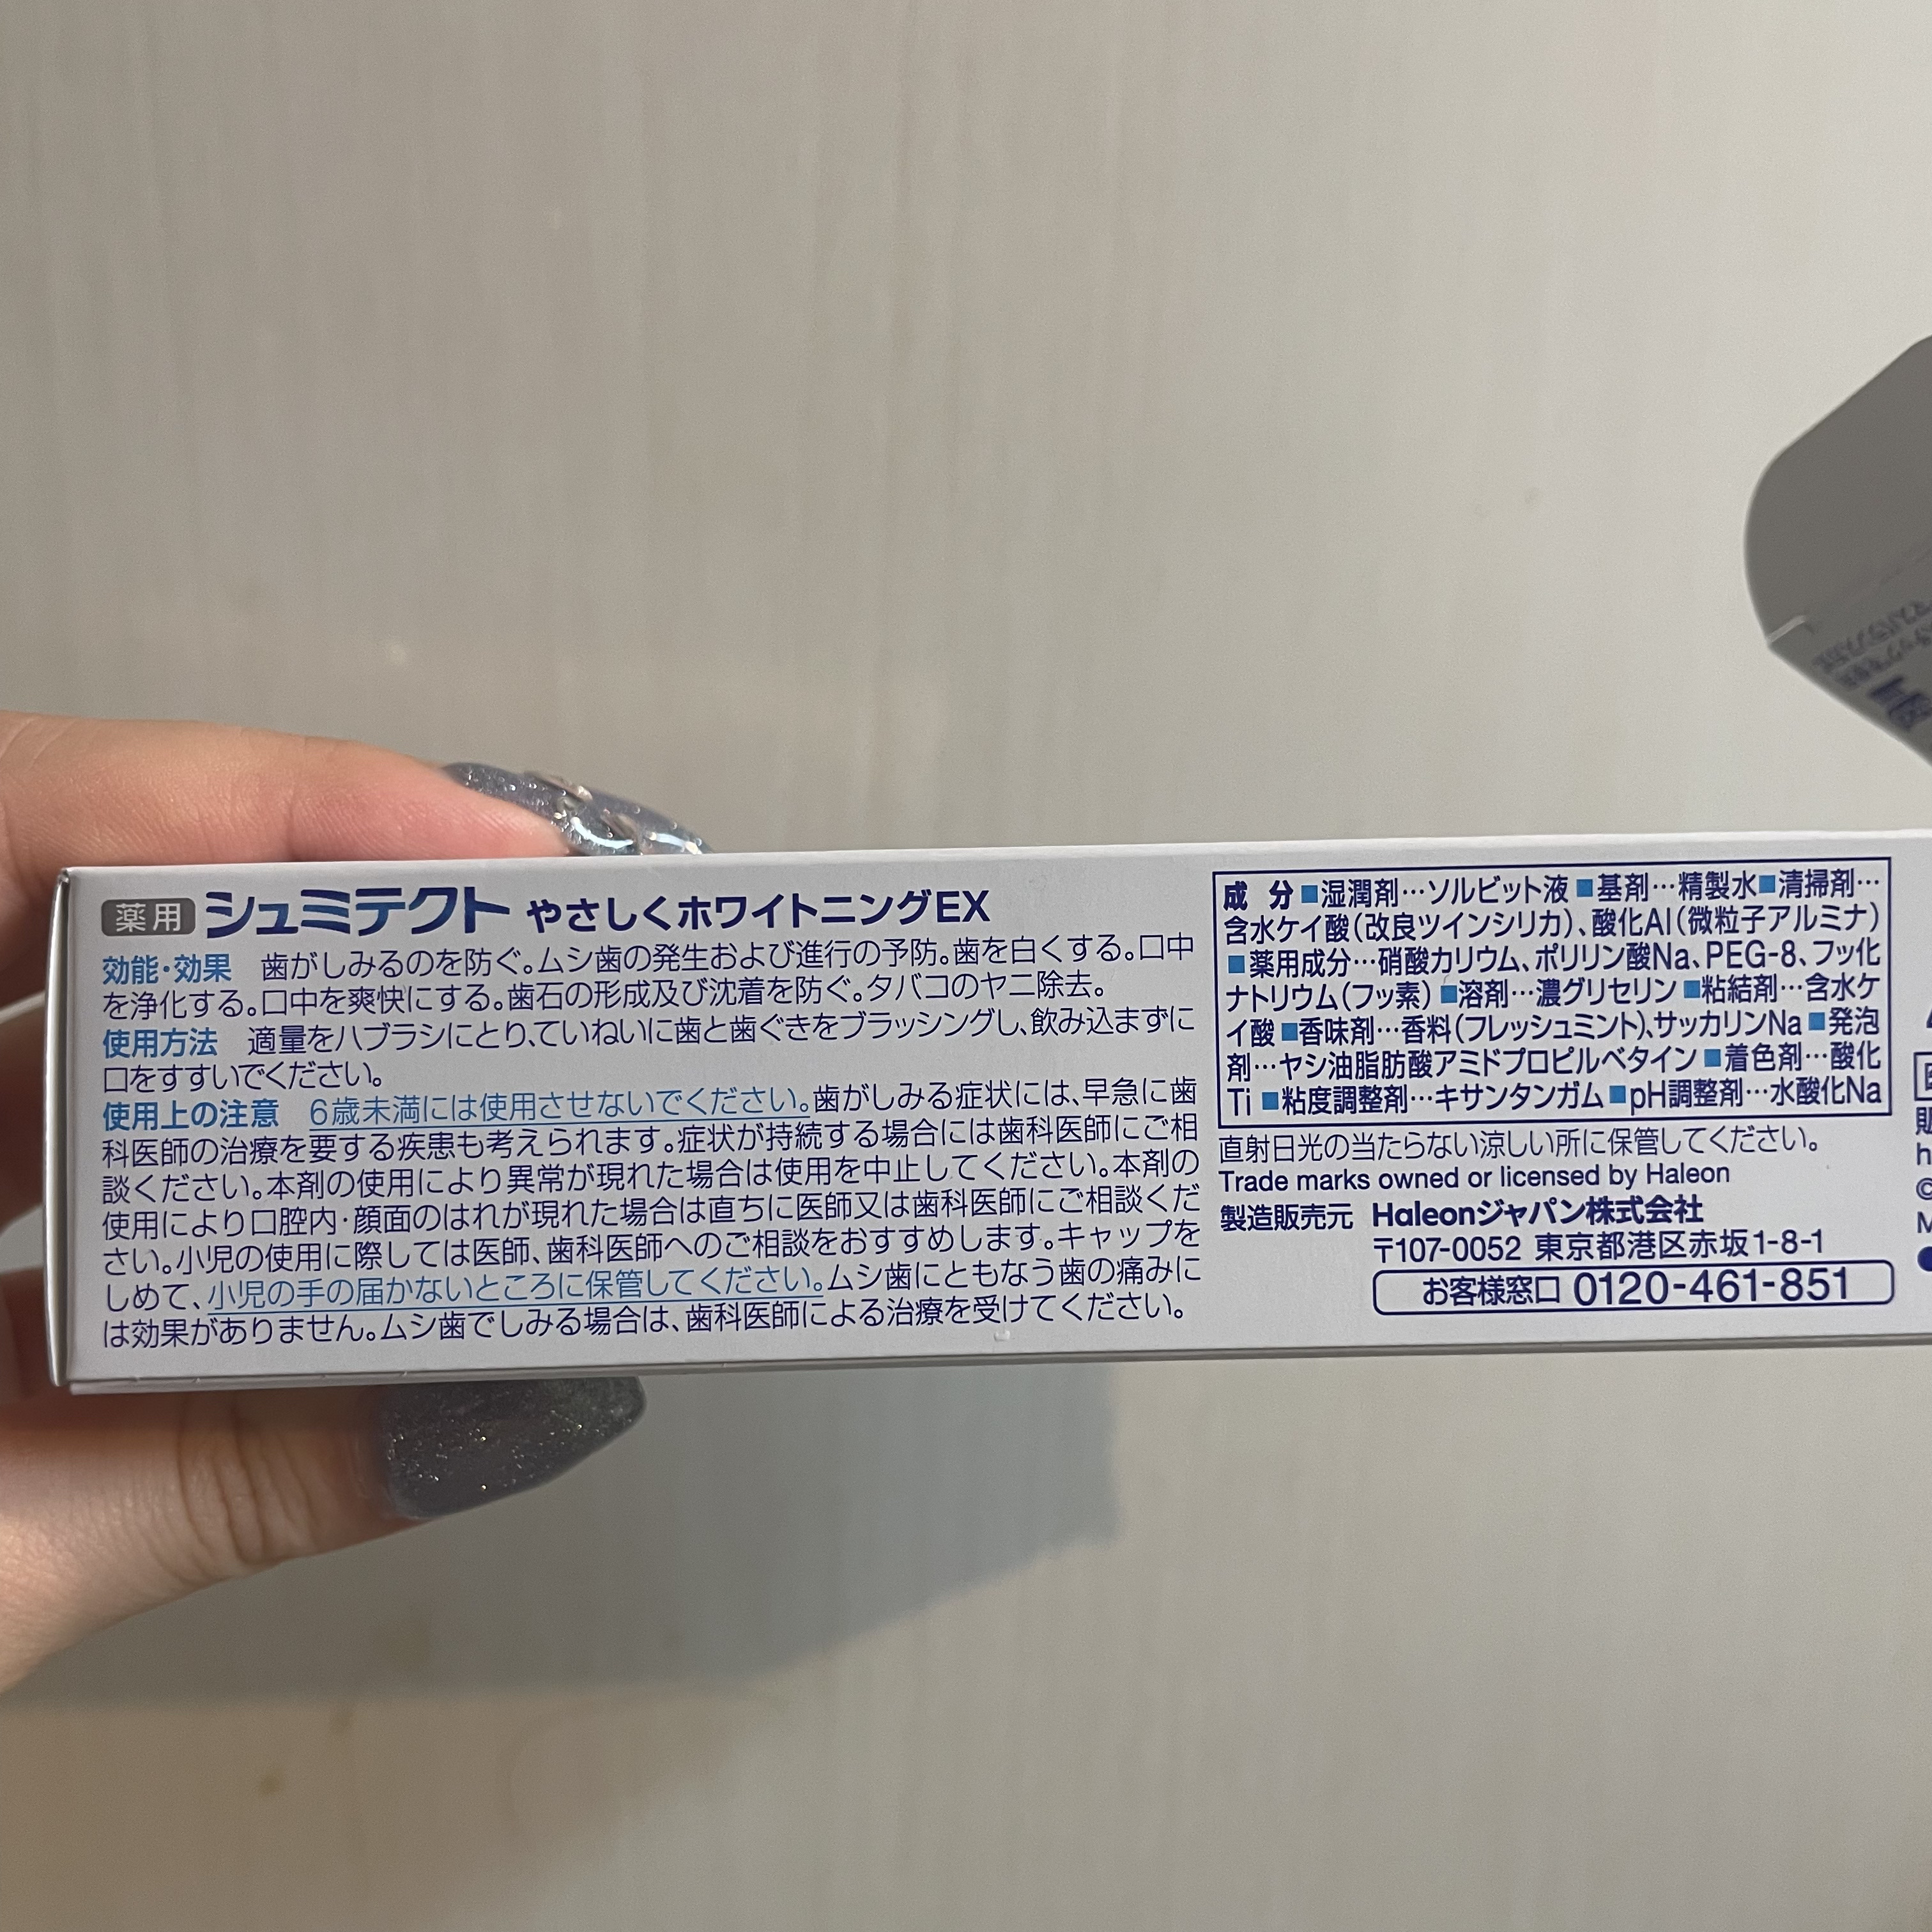 薬用 シュミテクト やさしくホワイトニングEX
効能・効果 歯がしみるのを防ぐ。ムシ歯の発生および進行の予防。歯を白くする。口中
を浄化する。口中を爽快にする。歯石の形成及び沈着を防ぐ。タバコのヤニ除去。
使用方法 適量をハブラシにとり、ていねいに歯と歯ぐきをブラッシングし、飲み込まずに
口をすすいでください。
使用上の注意 6歳未満には使用させないでください。歯がしみる症状には、早急に歯
科医師の治療を要する疾患も考えられます。症状が持続する場合には歯科医師にご相
談ください。本剤の使用により異常が現れた場合は使用を中止してください。本剤の
使用により口腔内・顔面のはれが現れた場合は直ちに医師又は歯科医師にご相談くだ
さい。小児の使用に際しては医師、歯科医師へのご相談をおすすめします。キャップを
しめて、小児の手の届かないところに保管してください。ムシ歯にともなう歯の痛みに
は効果がありません。ムシ歯でしみる場合は、歯科医師による治療を受けてください。
成 分 ■湿潤剤…ソルビット液 ■基剤…精製水■清掃剤…
含水ケイ酸(改良ツインシリカ)、酸化Al(微粒子アルミナ)
■薬用成分…硝酸カリウム、ポリリン酸Na、PEG-8、フッ化
ナトリウム(フッ素) ■溶剤…濃グリセリン ■粘結剤…含水ケ
イ酸 ■香味剤…香料(フレッシュミント)、サッカリンNa ■発泡
剤…ヤシ油脂肪酸アミドプロピルベタイン ■着色剤…酸化
Ti ■粘度調整剤…キサンタンガム ■pH調整剤…水酸化Na
直射日光の当たらない涼しい所に保管してください。
Trade marks owned or licensed by Haleon
製造販売元 Haleonジャパン株式会社
〒107-0052 東京都港区赤坂1-8-1
お客様窓口 0120-461-851